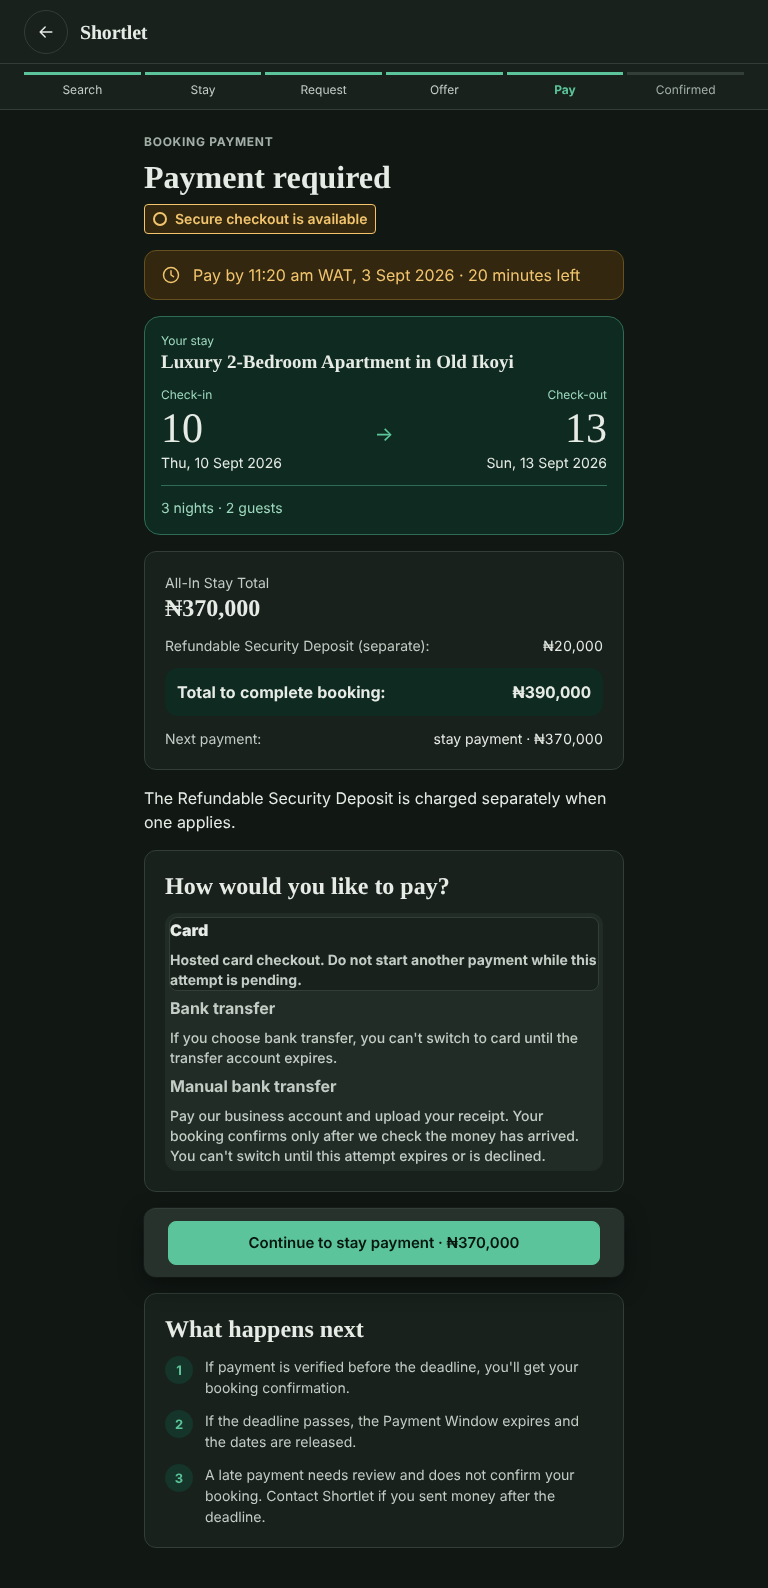 Shortlet
Search
Stay
Request
Offer
Pay
Confirmed
BOOKING PAYMENT
Payment required
Secure checkout is available
Pay by 11:20 am WAT, 3 Sept 2026 · 20 minutes left
Your stay
Luxury 2-Bedroom Apartment in Old Ikoyi
Check-in
Check-out
10
→
13
Thu, 10 Sept 2026
Sun, 13 Sept 2026
3 nights · 2 guests
All-In Stay Total
₦370,000
Refundable Security Deposit (separate): ₦20,000
Total to complete booking: ₦390,000
Next payment: stay payment · ₦370,000
The Refundable Security Deposit is charged separately when
one applies.
How would you like to pay?
Card
Hosted card checkout. Do not start another payment while this
attempt is pending.
Bank transfer
If you choose bank transfer, you can't switch to card until the
transfer account expires.
Manual bank transfer
Pay our business account and upload your receipt. Your
booking confirms only after we check the money has arrived.
You can't switch until this attempt expires or is declined.
Continue to stay payment · ₦370,000
What happens next
1 If payment is verified before the deadline, you'll get your
booking confirmation.
2 If the deadline passes, the Payment Window expires and
the dates are released.
3 A late payment needs review and does not confirm your
booking. Contact Shortlet if you sent money after the
deadline.